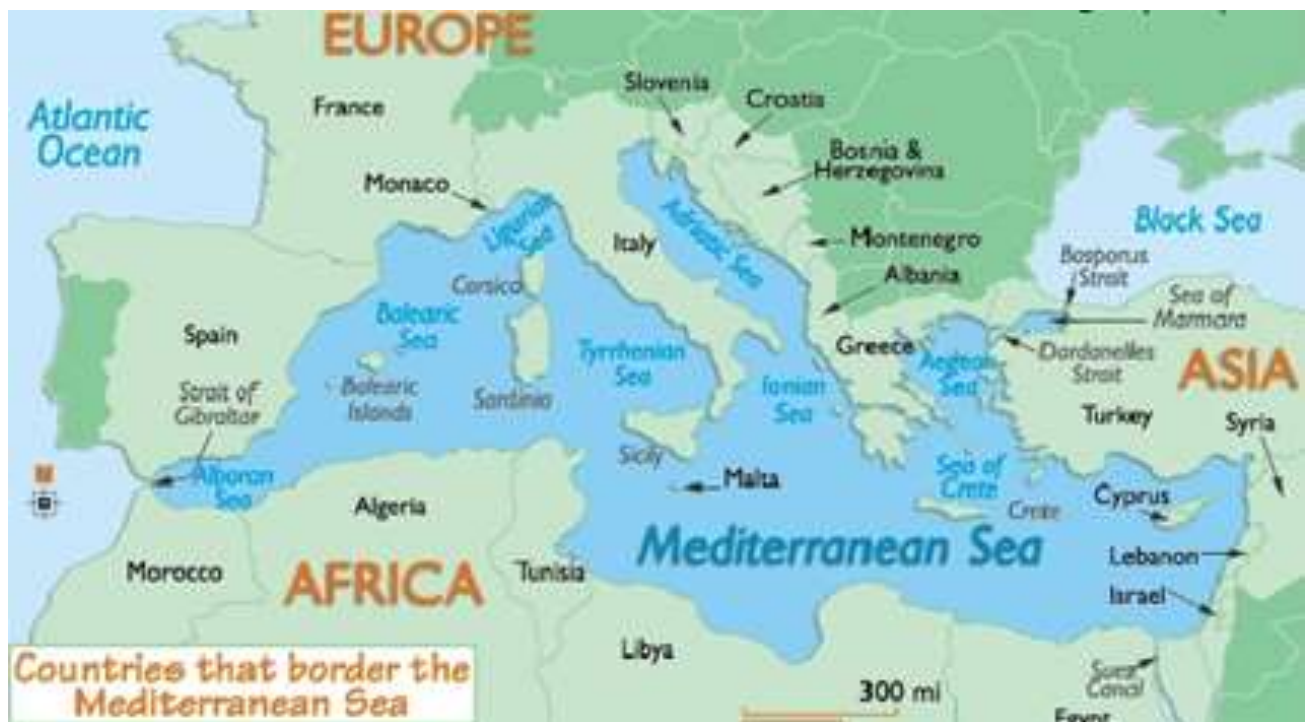 EUROPE
Slovenia
Croatia
France
Atlantic
Ocean
Bosnia &
Herzegovina
Monaco
Ligurian
Sea
Adriatic Sea
Black Sea
Italy
Montenegro
Bosporus
Strait
Albania
Corsica
Sea of
Marmara
Balearic
Sea
Spain
Tyrrhenian
Sea
Greece
Aegean
Sea
Dardanelles
Strait
ASIA
Strait of
Gibraltar
Balearic
Islands
Sardinia
Ionian
Sea
Turkey
Syria
Sicily
Alboran
Sea
Malta
Sea of
Crete
Crete
Cyprus
Algeria
Mediterranean Sea
Lebanon
Morocco
AFRICA
Tunisia
Israel
Libya
Countries that border the
Mediterranean Sea
300 mi
Suez
Canal
Egypt